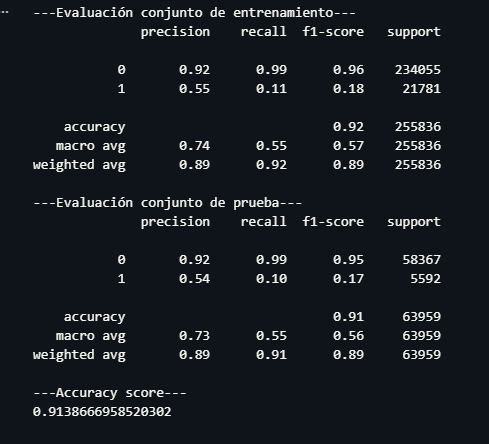 ---Evaluación conjunto de entrenamiento---
precision recall f1-score support
0 0.92 0.99 0.96 234055
1 0.55 0.11 0.18 21781
accuracy 0.92 255836
macro avg 0.74 0.55 0.57 255836
weighted avg 0.89 0.92 0.89 255836
---Evaluación conjunto de prueba---
precision recall f1-score support
0 0.92 0.99 0.95 58367
1 0.54 0.10 0.17 5592
accuracy 0.91 63959
macro avg 0.73 0.55 0.56 63959
weighted avg 0.89 0.91 0.89 63959
---Accuracy score---
0.9138666958520302